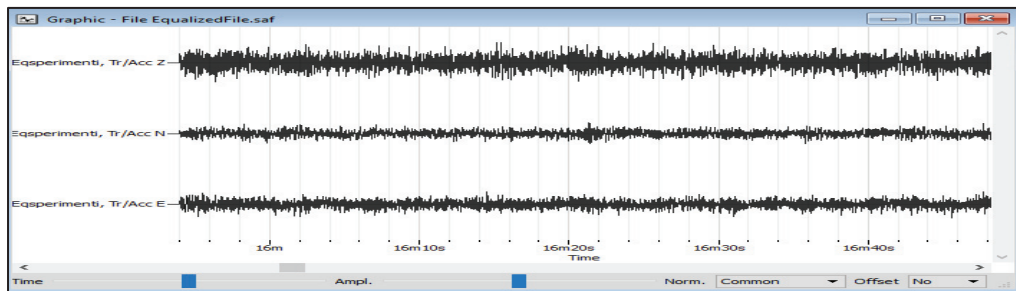 Graphic - File EqualizedFile.saf
Eqsperimenti, Tr/Acc Z
Eqsperimenti, Tr/Acc N
Eqsperimenti, Tr/Acc E
16m 16m10s 16m20s 16m30s 16m40s
Time
Time Ampl. Norm. Common Offset No